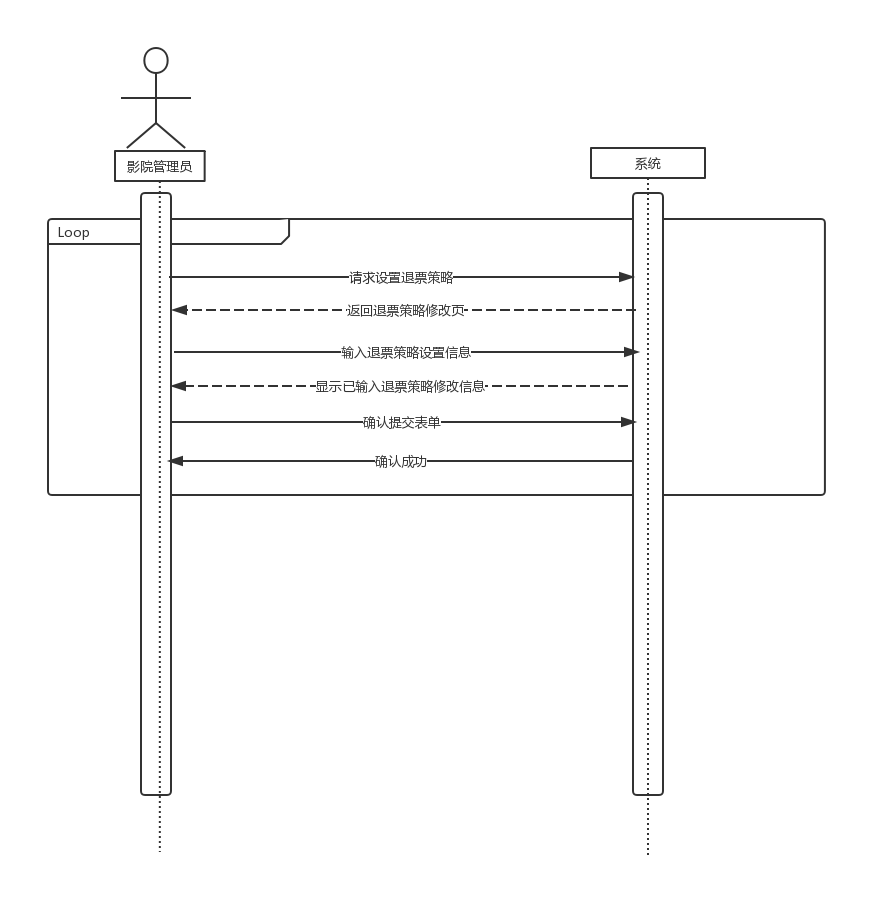 影院管理员
系统
Loop
请求设置退票策略
返回退票策略修改页
输入退票策略设置信息
显示已输入退票策略修改信息
确认提交表单
确认成功